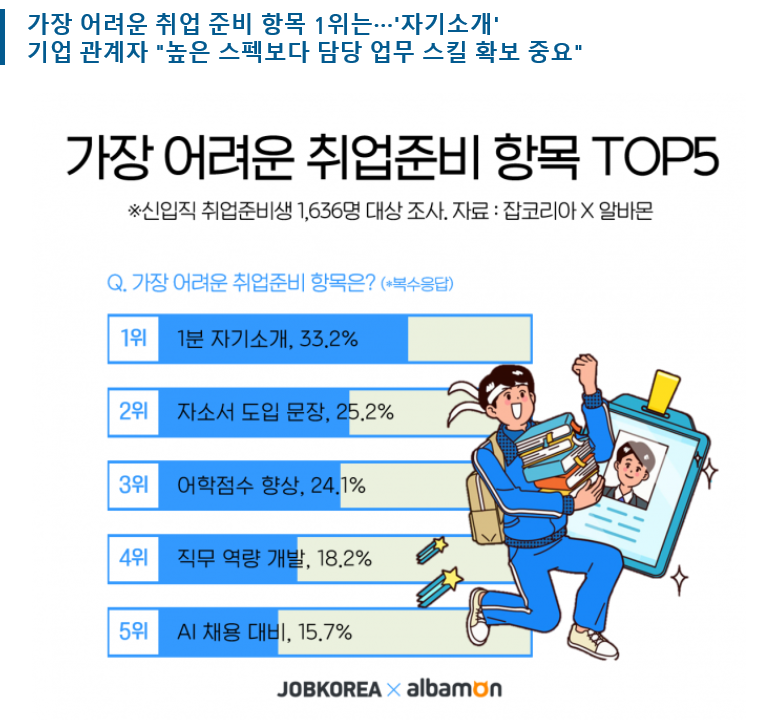 가장 어려운 취업 준비 항목 1위는…'자기소개'
기업 관계자 "높은 스펙보다 담당 업무 스킬 확보 중요"
가장 어려운 취업준비 항목 TOP5
※신입직 취업준비생 1,636명 대상 조사. 자료 : 잡코리아 X 알바몬
Q. 가장 어려운 취업준비 항목은? (*복수응답)
1위 1분 자기소개, 33.2%
2위 자소서 도입 문장, 25.2%
3위 어학점수 향상, 24.1%
4위 직무 역량 개발, 18.2%
5위 AI 채용 대비, 15.7%
JOBKOREA × albamon